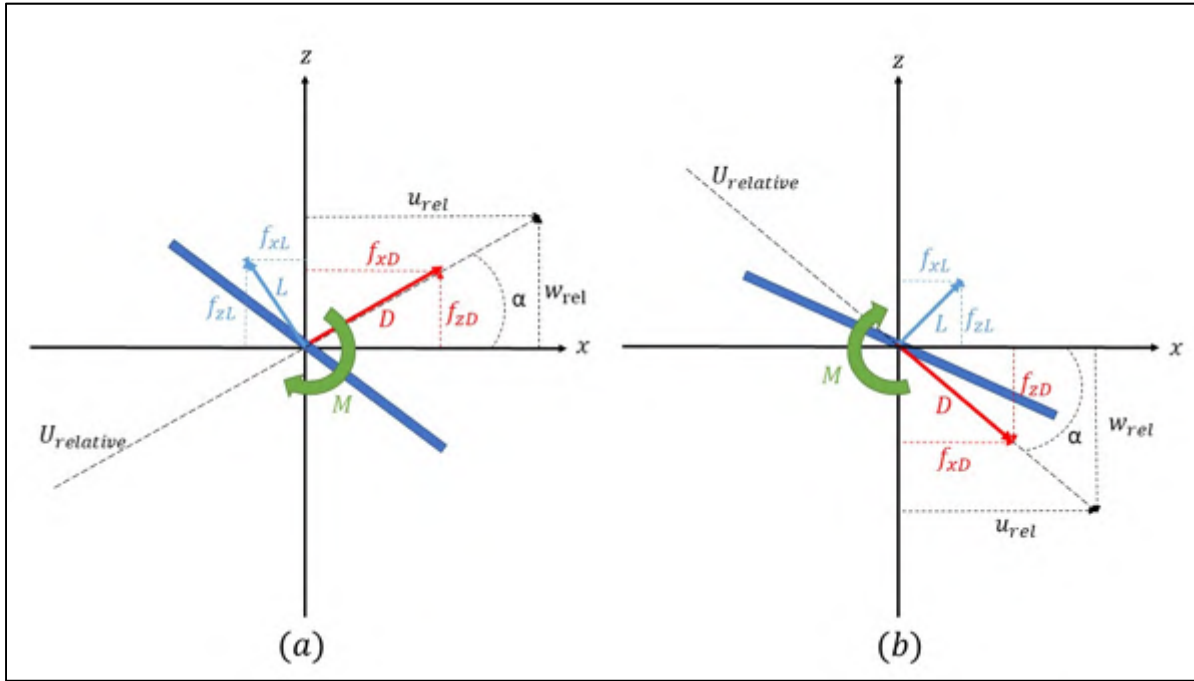 z
u_rel
f_xL
f_xD
α
w_rel
L
f_zL
D
f_zD
x
M
U_relative
(a)
z
U_relative
f_xL
L
f_zL
x
M
D
f_zD
α
w_rel
f_xD
u_rel
(b)